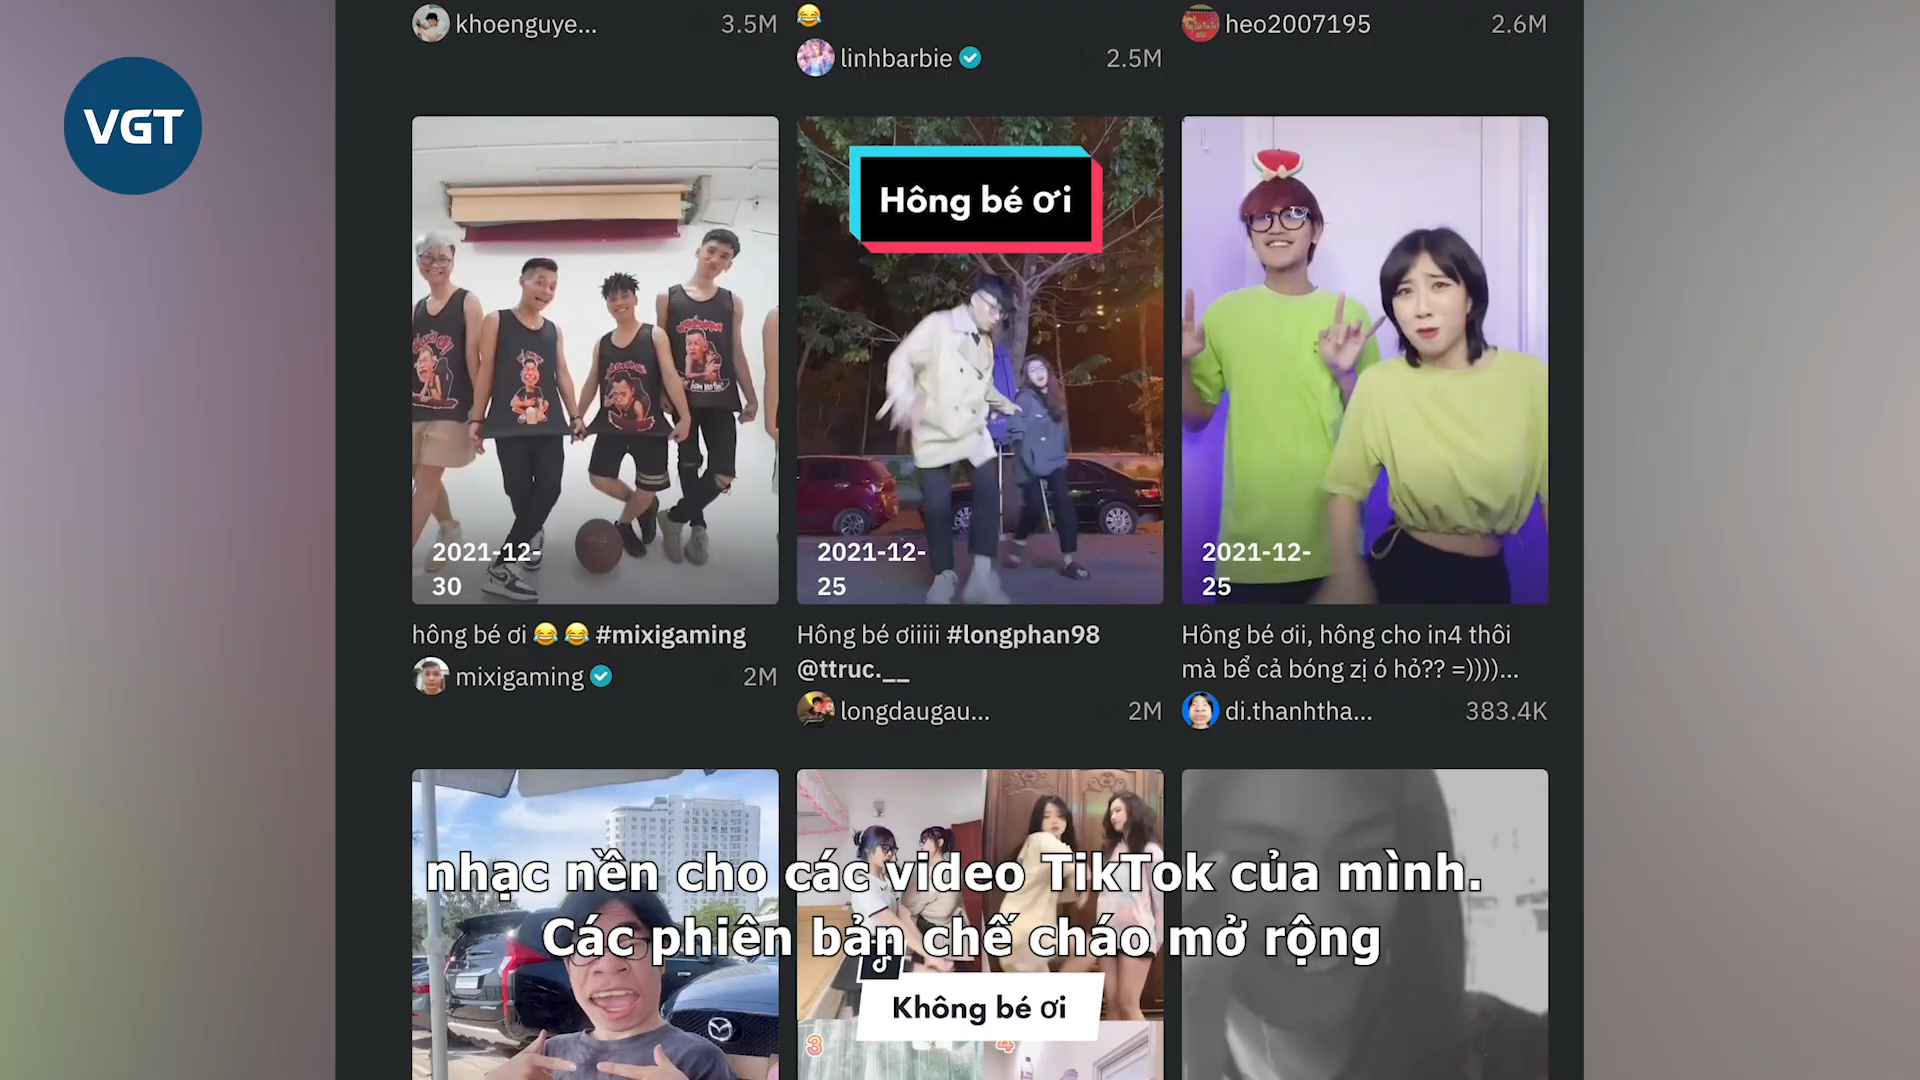 khoenguye...
3.5M
😂
linhbarbie
2.5M
heo2007195
2.6M
VGT
Hông bé ơi
2021-12-
30
2021-12-
25
2021-12-
25
hông bé ơi 😂 😂 #mixigaming
mixigaming
2M
Hông bé ơiiiii #longphan98
@ttruc.__
longdaugau...
2M
Hông bé ơii, hông cho in4 thôi
mà bể cả bóng zị ó hỏ?? =))))...
di.thanhtha...
383.4K
nhạc nền cho các video TikTok của mình.
Các phiên bản chế cháo mở rộng
Không bé ơi
3
4